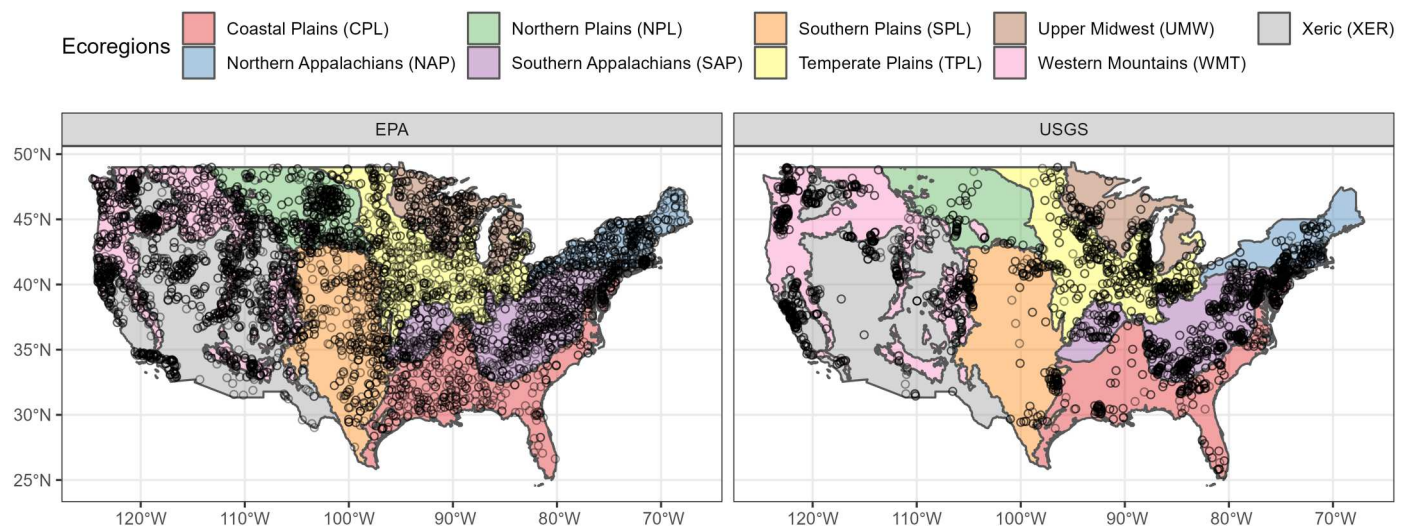 Ecoregions
Coastal Plains (CPL) Northern Plains (NPL) Southern Plains (SPL) Upper Midwest (UMW) Xeric (XER)
Northern Appalachians (NAP) Southern Appalachians (SAP) Temperate Plains (TPL) Western Mountains (WMT)
EPA USGS
50°N
45°N
40°N
35°N
30°N
25°N
120°W 110°W 100°W 90°W 80°W 70°W 120°W 110°W 100°W 90°W 80°W 70°W